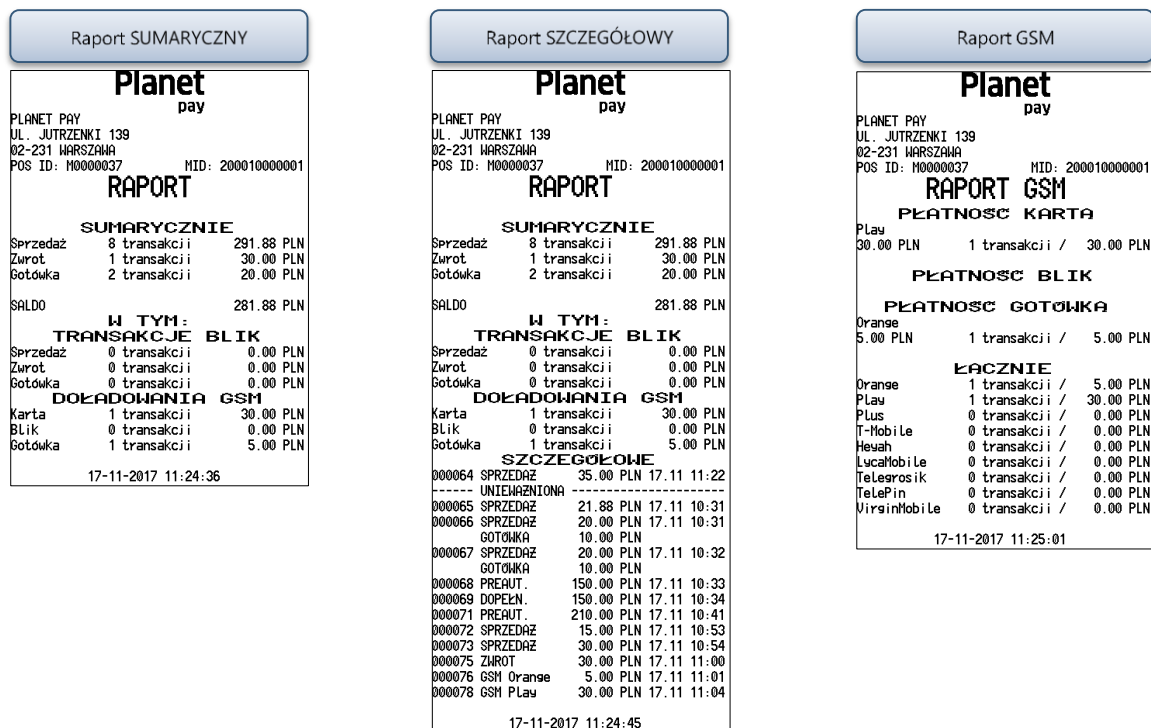 Raport SUMARYCZNY
Planet
pay
PLANET PAY
UL. JUTRZENKI 139
02-231 WARSZAWA
POS ID: M0000037 MID: 200010000001
RAPORT
SUMARYCZNIE
Sprzedaż 8 transakcji 291.88 PLN
Zwrot 1 transakcji 30.00 PLN
Gotówka 2 transakcji 20.00 PLN
SALDO 281.88 PLN
W TYM:
TRANSAKCJE BLIK
Sprzedaż 0 transakcji 0.00 PLN
Zwrot 0 transakcji 0.00 PLN
Gotówka 0 transakcji 0.00 PLN
DOŁADOWANIA GSM
Karta 1 transakcji 30.00 PLN
Blik 0 transakcji 0.00 PLN
Gotówka 1 transakcji 5.00 PLN
17-11-2017 11:24:36
Raport SZCZEGÓŁOWY
Planet
pay
PLANET PAY
UL. JUTRZENKI 139
02-231 WARSZAWA
POS ID: M0000037 MID: 200010000001
RAPORT
SUMARYCZNIE
Sprzedaż 8 transakcji 291.88 PLN
Zwrot 1 transakcji 30.00 PLN
Gotówka 2 transakcji 20.00 PLN
SALDO 281.88 PLN
W TYM:
TRANSAKCJE BLIK
Sprzedaż 0 transakcji 0.00 PLN
Zwrot 0 transakcji 0.00 PLN
Gotówka 0 transakcji 0.00 PLN
DOŁADOWANIA GSM
Karta 1 transakcji 30.00 PLN
Blik 0 transakcji 0.00 PLN
Gotówka 1 transakcji 5.00 PLN
SZCZEGÓŁOWE
000064 SPRZEDAŻ 35.00 PLN 17.11 11:22
------ UNIEWAŻNIONA ----------------------
000065 SPRZEDAŻ 21.88 PLN 17.11 10:31
000066 SPRZEDAŻ 20.00 PLN 17.11 10:31
GOTÓWKA 10.00 PLN
000067 SPRZEDAŻ 20.00 PLN 17.11 10:32
GOTÓWKA 10.00 PLN
000068 PREAUT. 150.00 PLN 17.11 10:33
000069 DOPEŁN. 150.00 PLN 17.11 10:34
000071 PREAUT. 210.00 PLN 17.11 10:41
000072 SPRZEDAŻ 15.00 PLN 17.11 10:53
000073 SPRZEDAŻ 30.00 PLN 17.11 10:54
000075 ZWROT 30.00 PLN 17.11 11:00
000076 GSM Orange 5.00 PLN 17.11 11:01
000078 GSM Play 30.00 PLN 17.11 11:04
17-11-2017 11:24:45
Raport GSM
Planet
pay
PLANET PAY
UL. JUTRZENKI 139
02-231 WARSZAWA
POS ID: M0000037 MID: 200010000001
RAPORT GSM
PŁATNOŚC KARTA
Play
30.00 PLN 1 transakcji / 30.00 PLN
PŁATNOŚC BLIK
PŁATNOŚC GOTÓWKA
Orange
5.00 PLN 1 transakcji / 5.00 PLN
ŁACZNIE
Orange 1 transakcji / 5.00 PLN
Play 1 transakcji / 30.00 PLN
Plus 0 transakcji / 0.00 PLN
T-Mobile 0 transakcji / 0.00 PLN
Heyah 0 transakcji / 0.00 PLN
LycaMobile 0 transakcji / 0.00 PLN
Telegrosik 0 transakcji / 0.00 PLN
TelePin 0 transakcji / 0.00 PLN
VirginMobile 0 transakcji / 0.00 PLN
17-11-2017 11:25:01